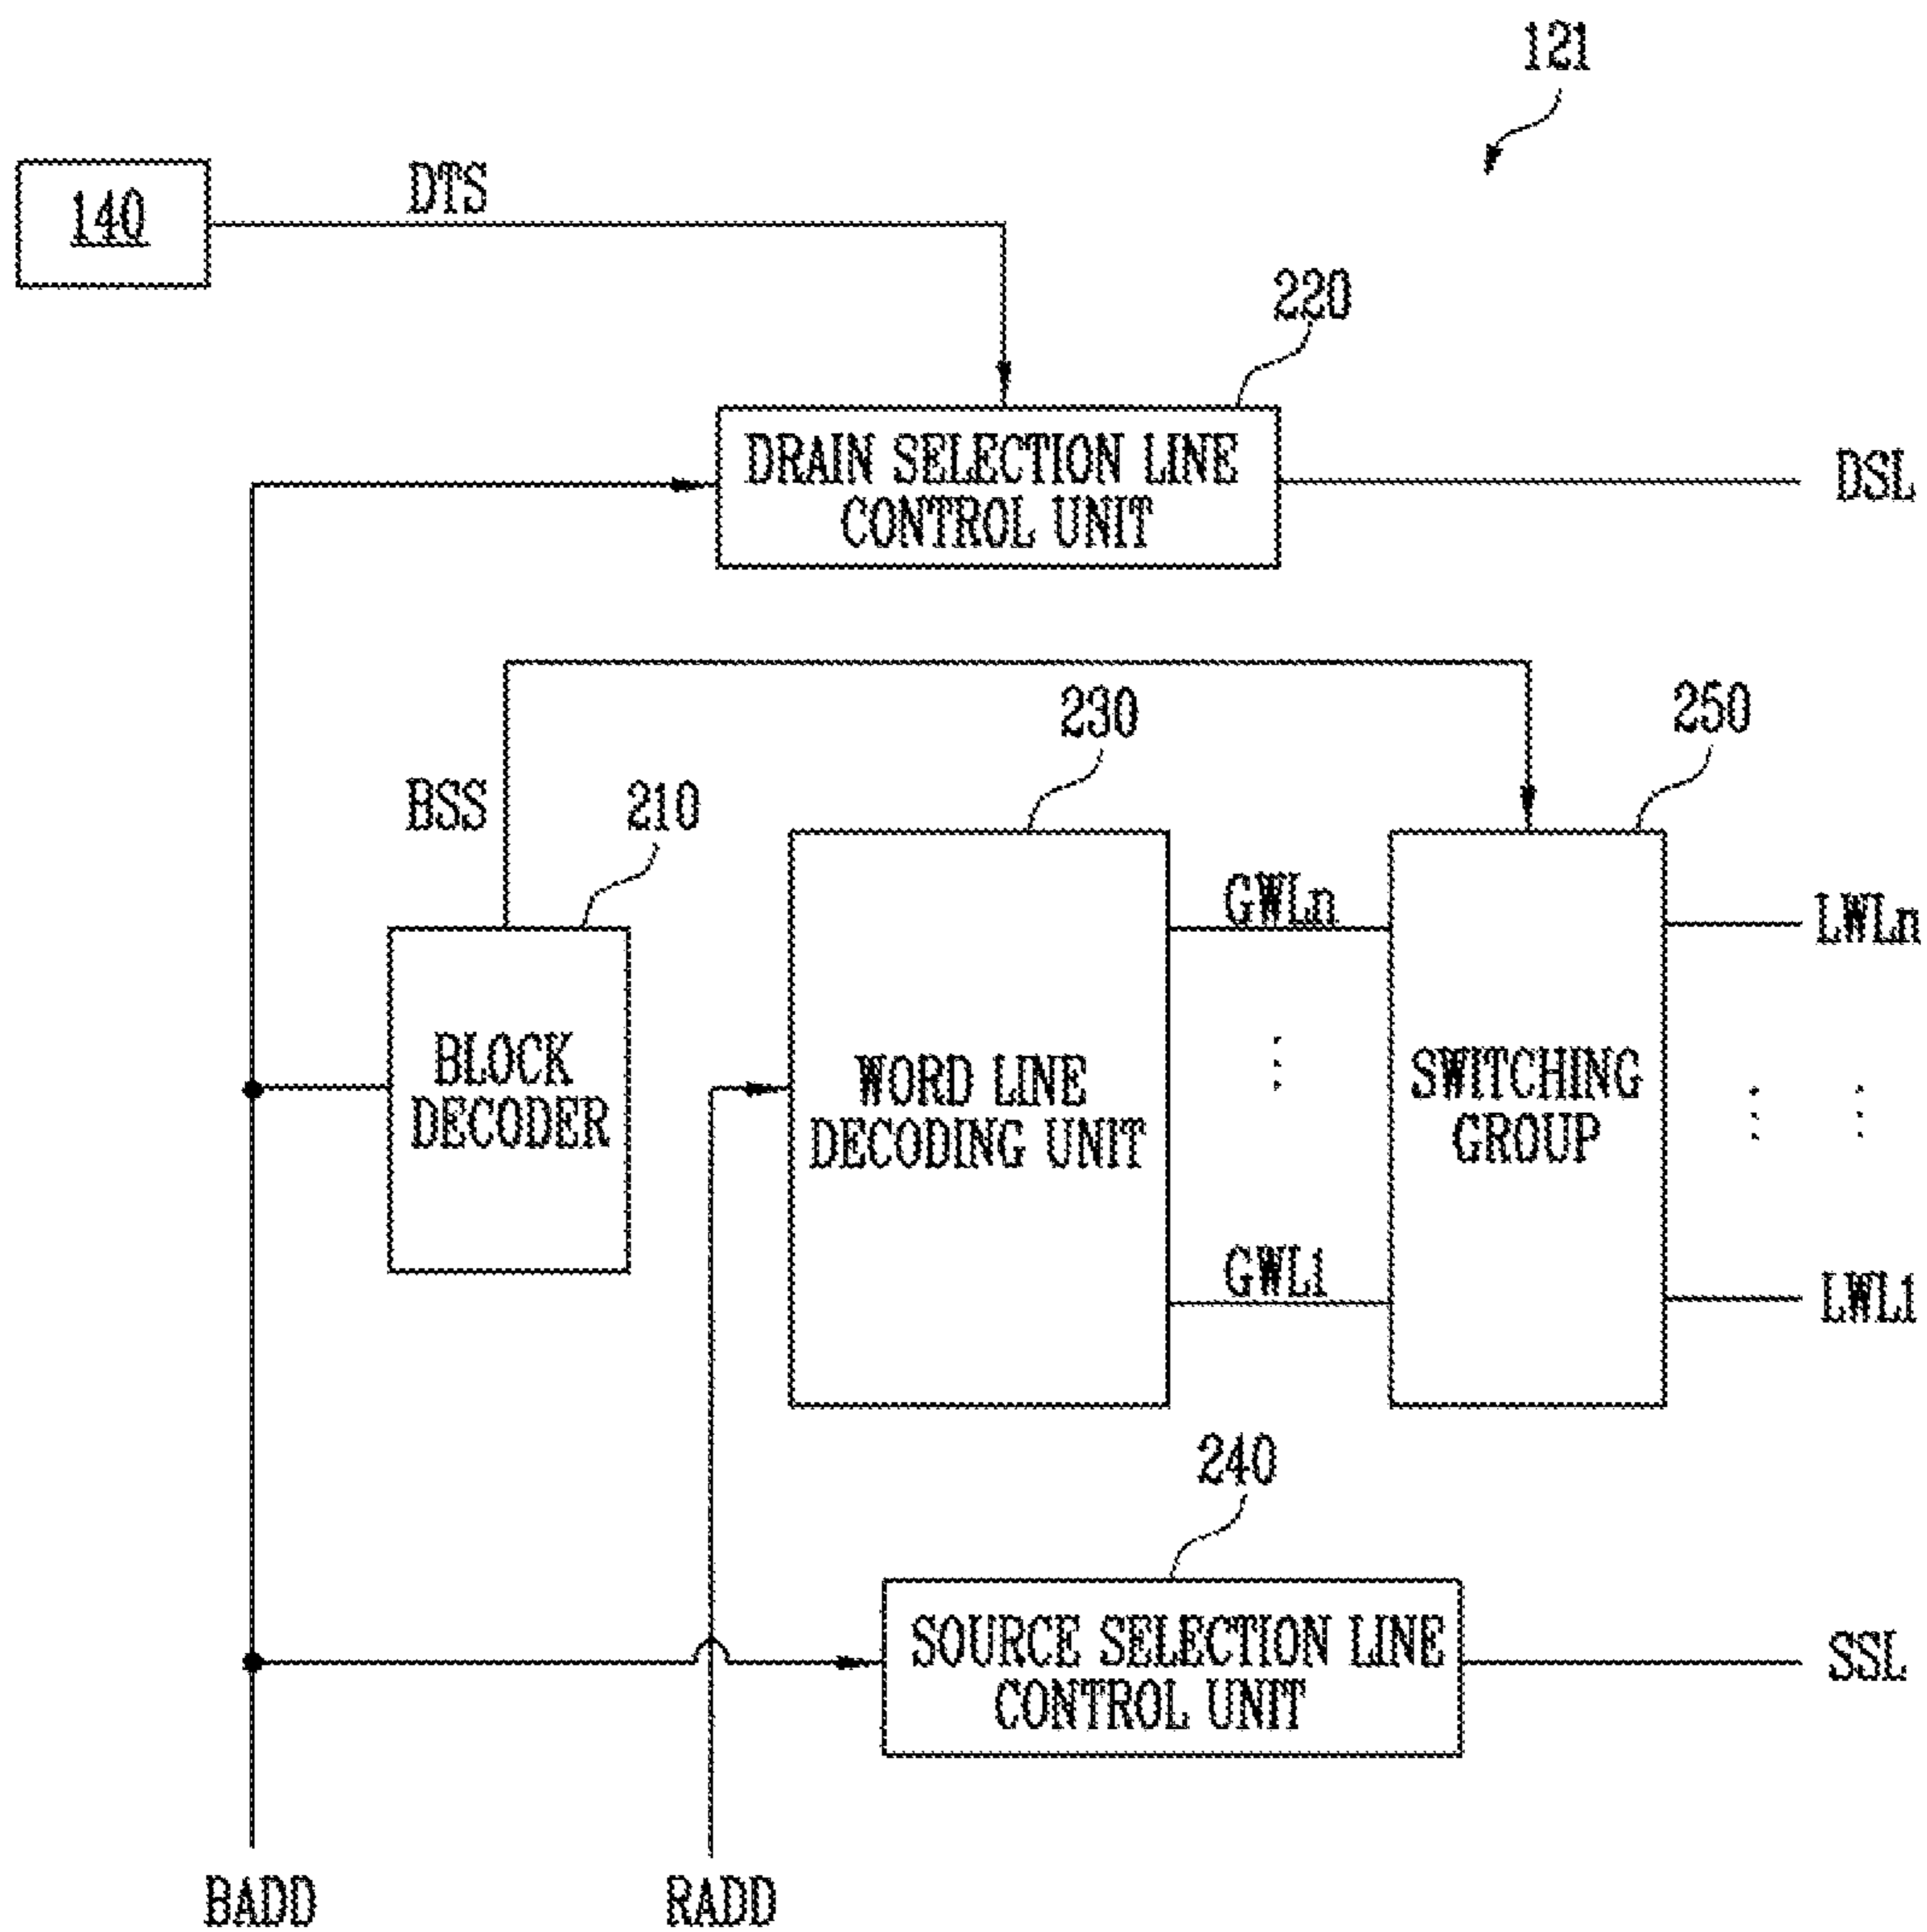 121
140
DTS
220
DRAIN SELECTION LINE
CONTROL UNIT
DSL
BSS
210
230
250
BLOCK
DECODER
WORD LINE
DECODING UNIT
GWLn
GWL1
SWITCHING
GROUP
LWLn
LWL1
240
SOURCE SELECTION LINE
CONTROL UNIT
SSL
BADD
RADD